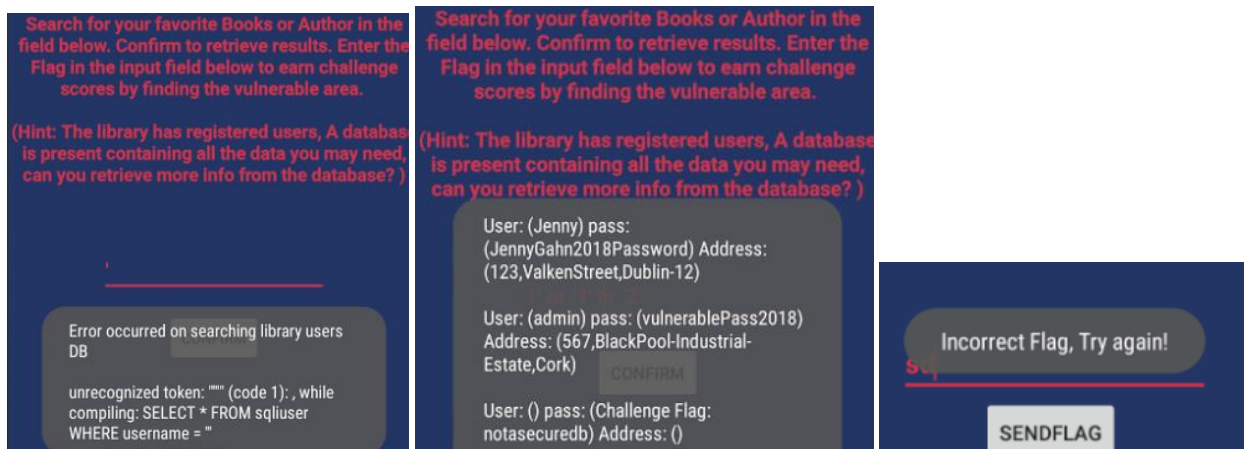 Search for your favorite Books or Author in the
field below. Confirm to retrieve results. Enter the
Flag in the input field below to earn challenge
scores by finding the vulnerable area.
(Hint: The library has registered users, A databas
is present containing all the data you may need,
can you retrieve more info from the database? )
'
Error occurred on searching library users
DB
CONFIRM
unrecognized token: """ (code 1): , while
compiling: SELECT * FROM sqliuser
WHERE username = '''
Search for your favorite Books or Author in the
field below. Confirm to retrieve results. Enter the
Flag in the input field below to earn challenge
scores by finding the vulnerable area.
(Hint: The library has registered users, A database
is present containing all the data you may need,
can you retrieve more info from the database? )
User: (Jenny) pass:
(JennyGahn2018Password) Address:
(123,ValkenStreet,Dublin-12)
User: (admin) pass: (vulnerablePass2018)
Address: (567,BlackPool-Industrial-
Estate,Cork)
CONFIRM
User: () pass: (Challenge Flag:
notasecuredb) Address: ()
Incorrect Flag, Try again!
SENDFLAG